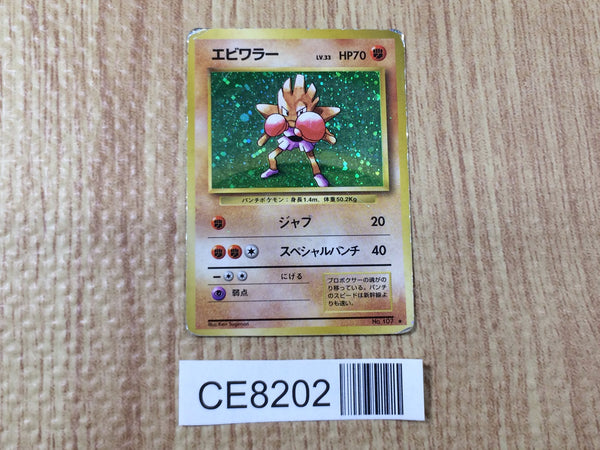 エビワラー LV.33 HP70
パンチポケモン：身長1.4m、体重50.2Kg
ジャブ 20
スペシャルパンチ 40
にげる
弱点
プロボクサーの魂がの
り移っている。パンチ
のスピードは新幹線よ
りも速い。
Illus. Ken Sugimori
No. 107
CE8202